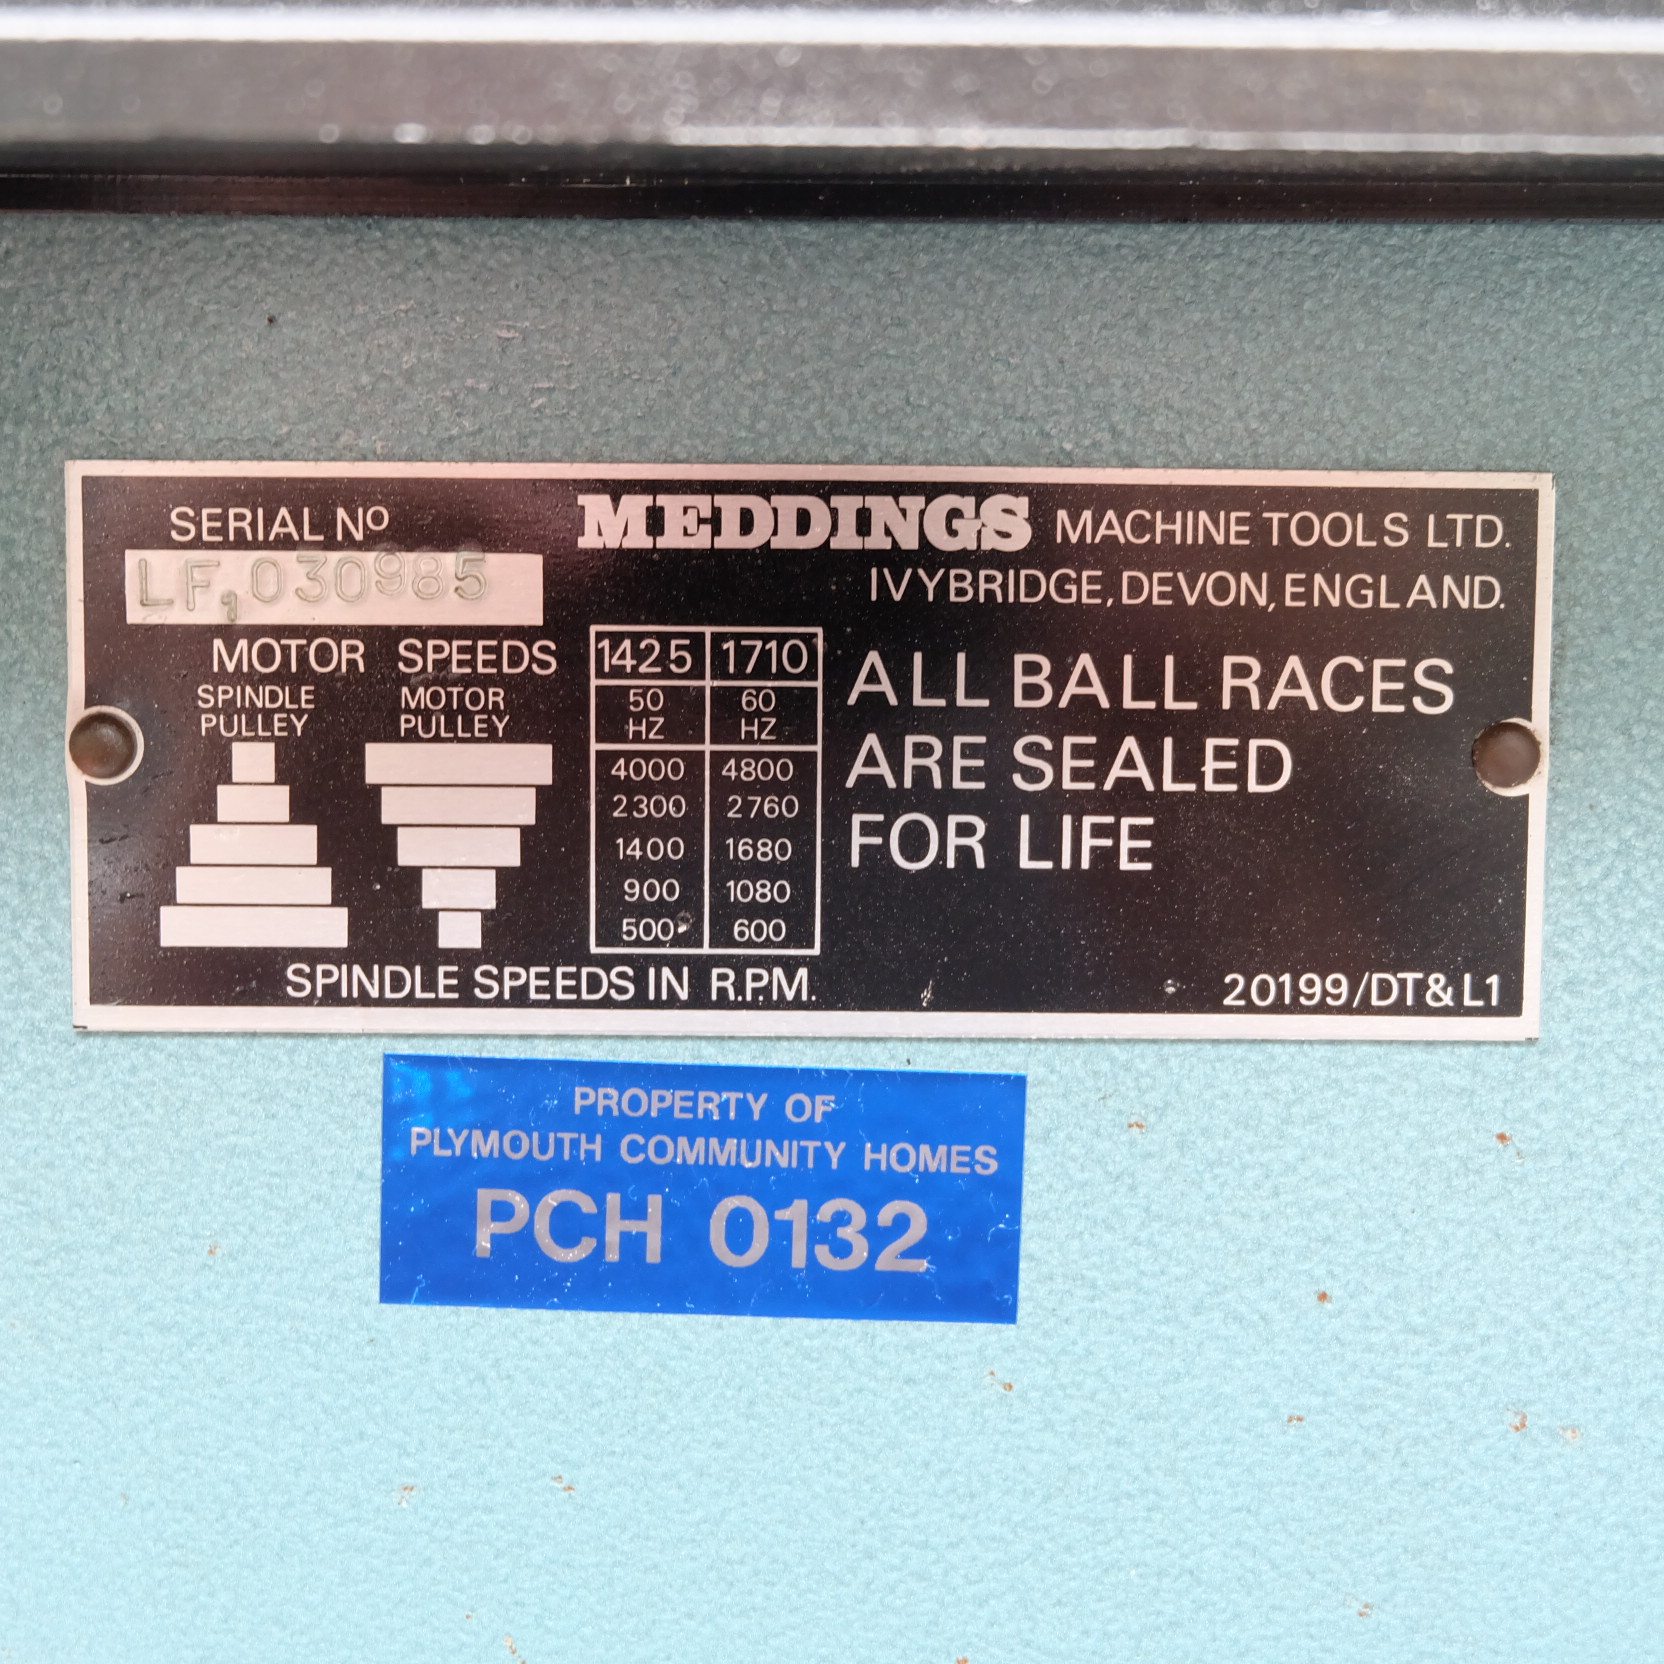 SERIAL Nº
LF1 030985
MEDDINGS MACHINE TOOLS LTD.
IVYBRIDGE, DEVON, ENGLAND.
MOTOR SPEEDS 1425 1710
SPINDLE PULLEY
MOTOR PULLEY
50 HZ 60 HZ
4000 4800
2300 2760
1400 1680
900 1080
500 600
SPINDLE SPEEDS IN R.P.M.
ALL BALL RACES
ARE SEALED
FOR LIFE
20199/DT&L1
PROPERTY OF
PLYMOUTH COMMUNITY HOMES
PCH 0132